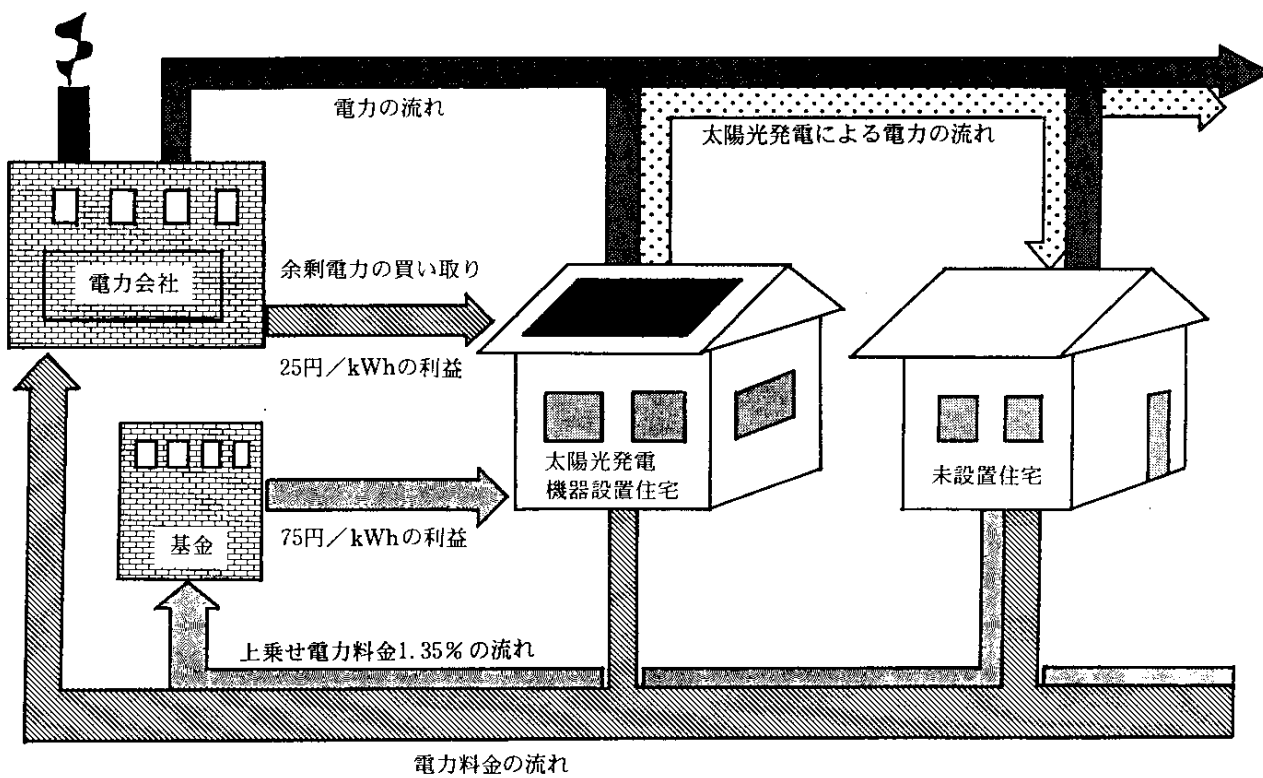 電力の流れ
太陽光発電による電力の流れ
電力会社
余剰電力の買い取り
25円/kWhの利益
太陽光発電
機器設置住宅
未設置住宅
基金
75円/kWhの利益
上乗せ電力料金1.35%の流れ
電力料金の流れ